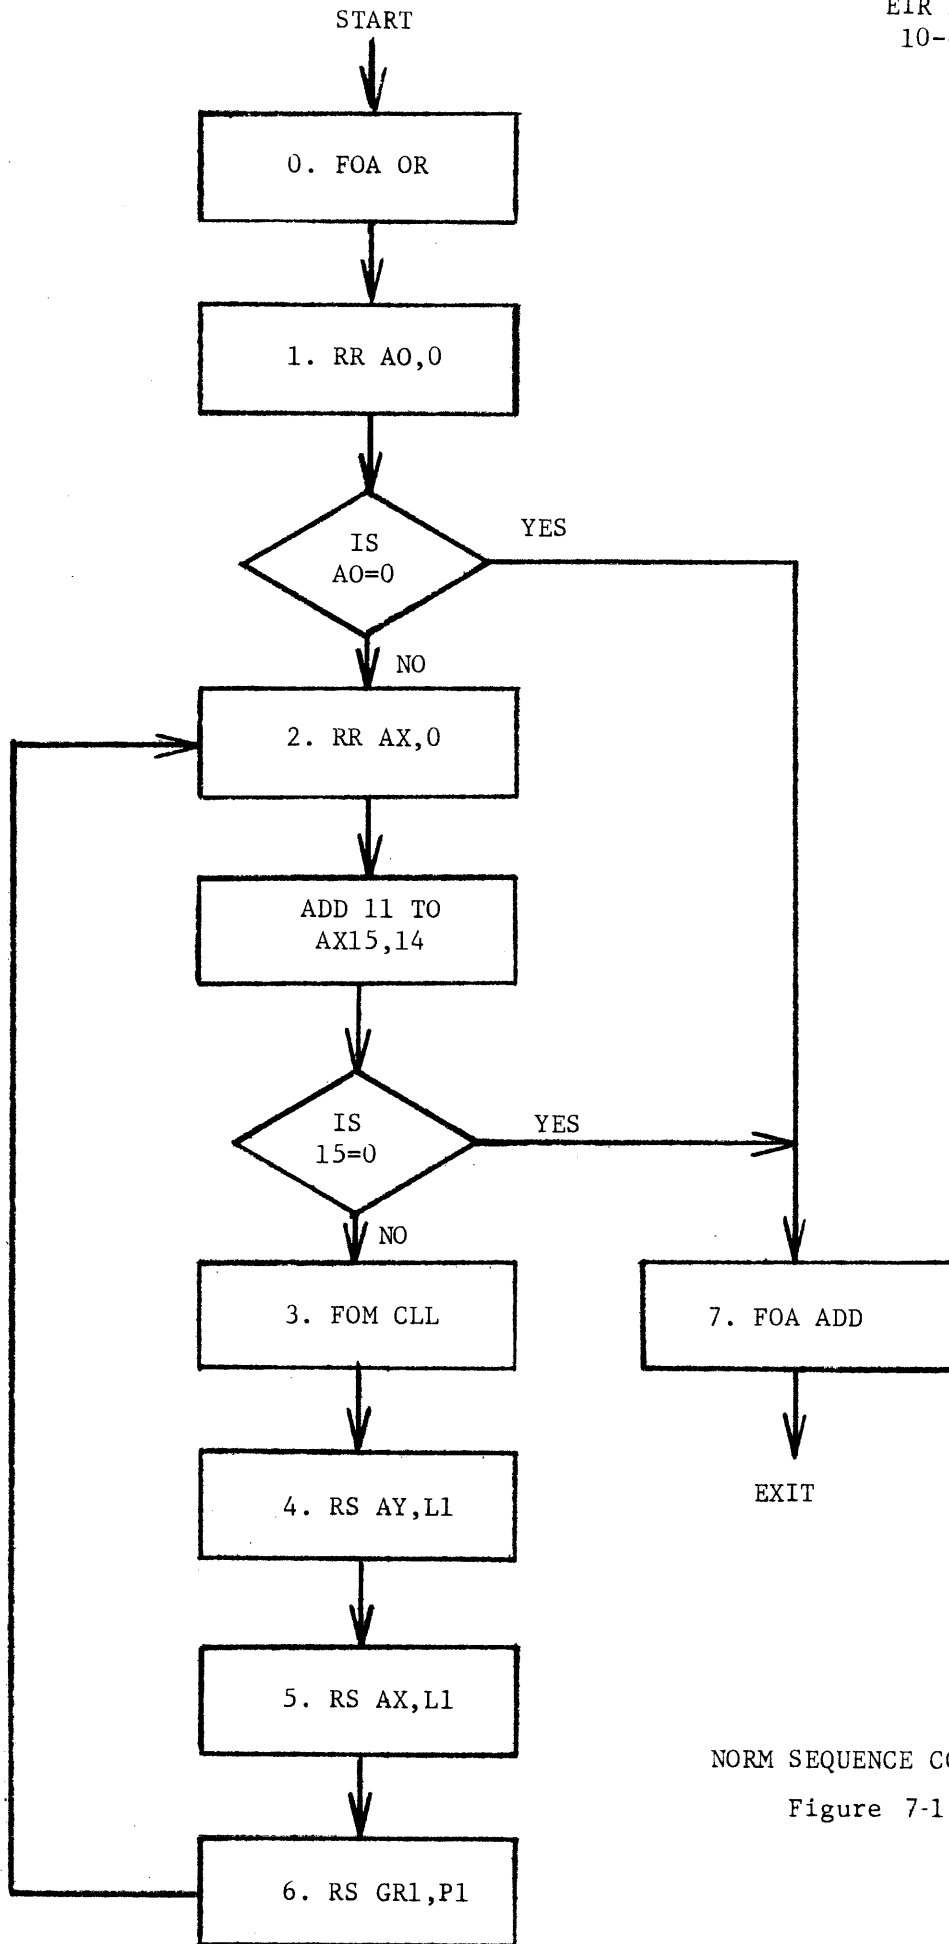 EIR
10-
START
0. FOA OR
1. RR AO,0
IS
AO=0
YES
NO
2. RR AX,0
ADD 11 TO
AX15,14
IS
15=0
YES
NO
3. FOM CLL
7. FOA ADD
4. RS AY,L1
EXIT
5. RS AX,L1
NORM SEQUENCE
Figure 7-1
6. RS GR1,P1